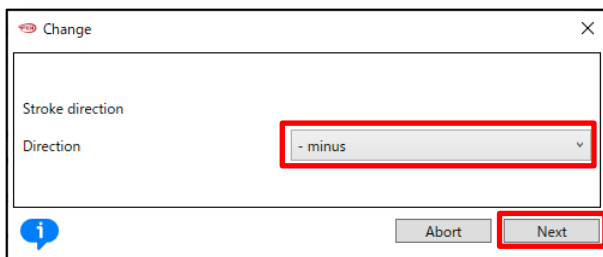 Change
Stroke direction
Direction
- minus
Abort
Next